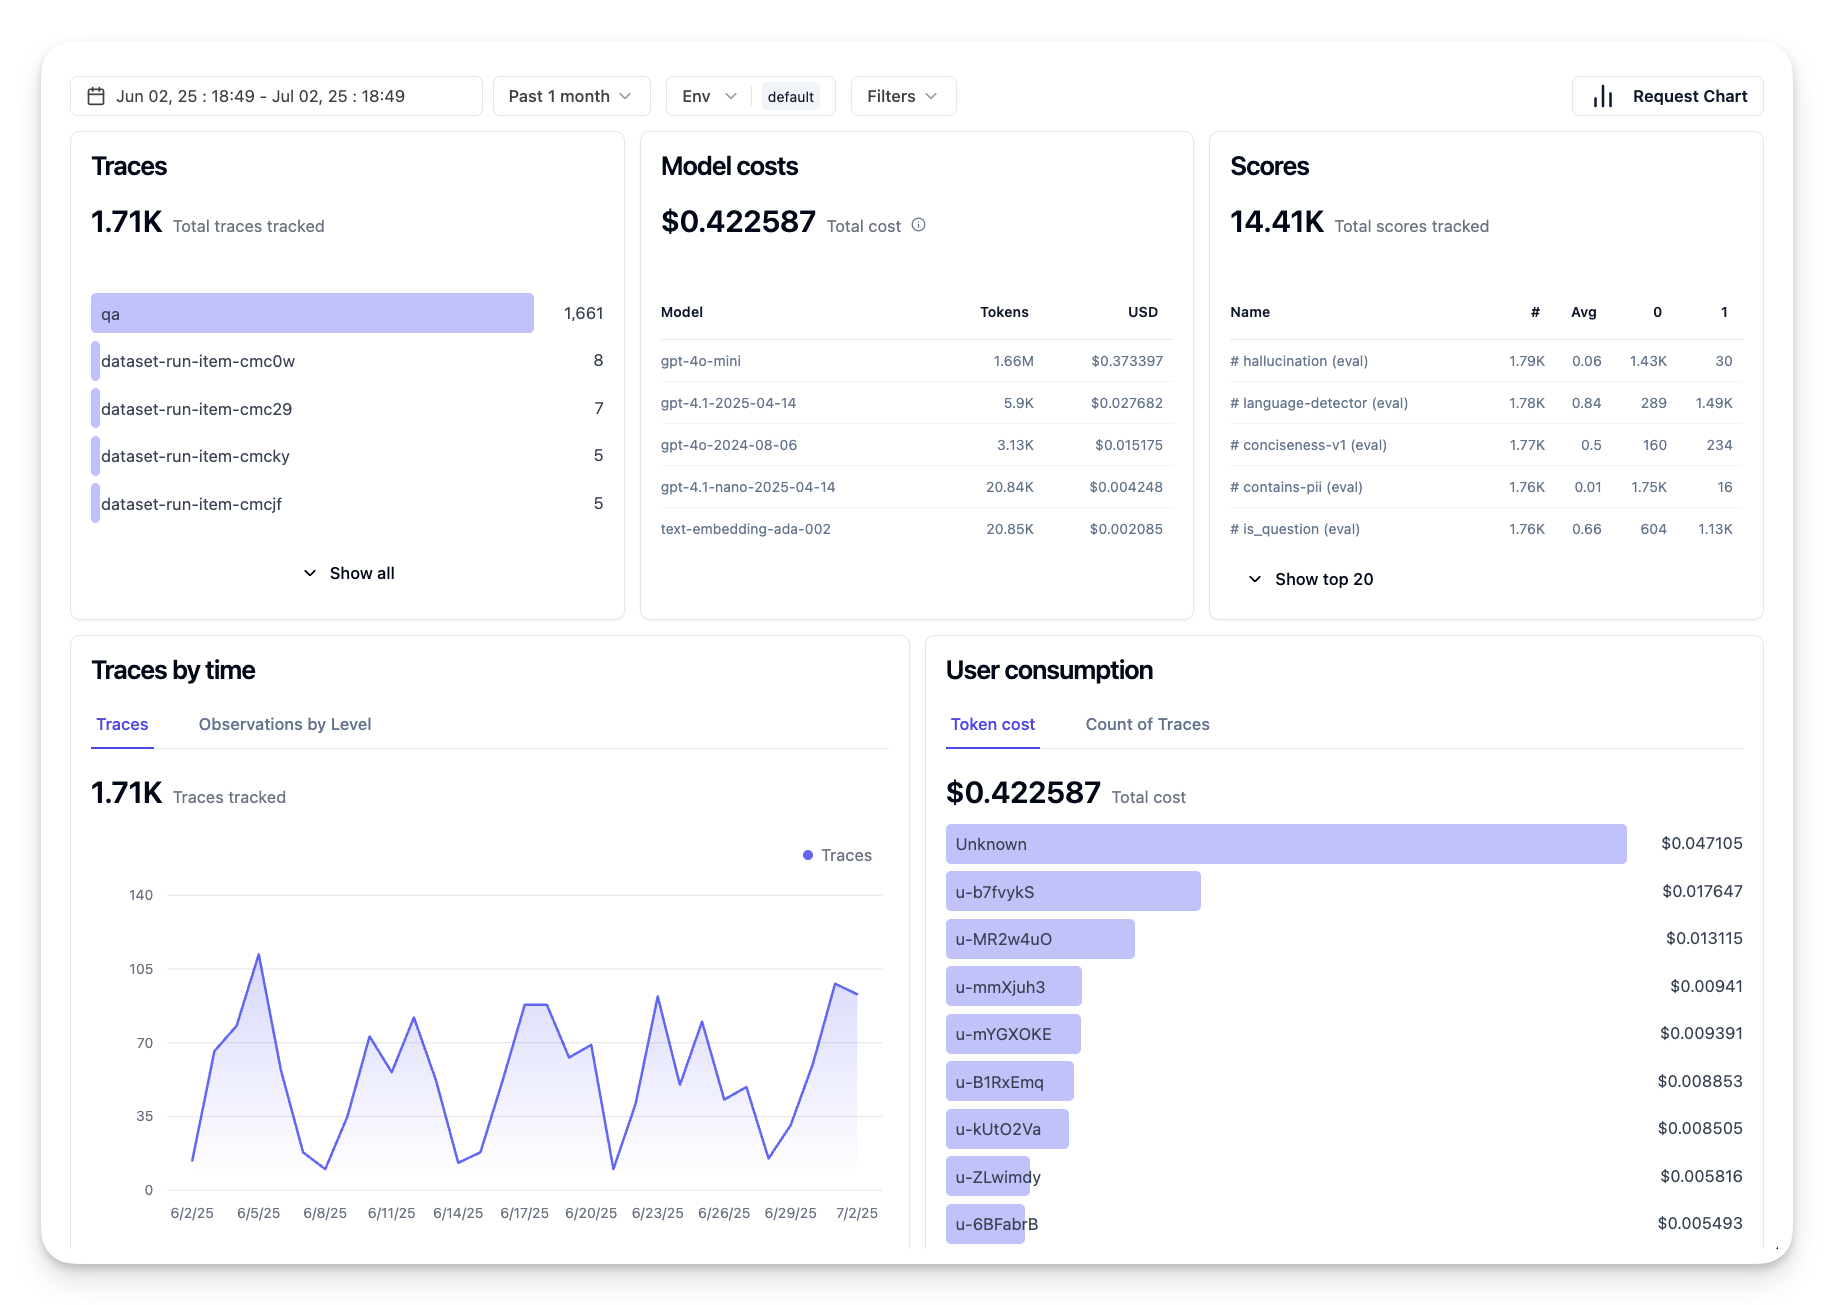 Jun 02, 25 : 18:49 - Jul 02, 25 : 18:49
Past 1 month
Env
default
Filters
Request Chart
Traces
1.71K Total traces tracked
qa 1,661
dataset-run-item-cmc0w 8
dataset-run-item-cmc29 7
dataset-run-item-cmcky 5
dataset-run-item-cmcjf 5
Show all
Model costs
$0.422587 Total cost
Model Tokens USD
gpt-4o-mini 1.66M $0.373397
gpt-4.1-2025-04-14 5.9K $0.027682
gpt-4o-2024-08-06 3.13K $0.015175
gpt-4.1-nano-2025-04-14 20.84K $0.004248
text-embedding-ada-002 20.85K $0.002085
Scores
14.41K Total scores tracked
Name # Avg 0 1
# hallucination (eval) 1.79K 0.06 1.43K 30
# language-detector (eval) 1.78K 0.84 289 1.49K
# conciseness-v1 (eval) 1.77K 0.5 160 234
# contains-pii (eval) 1.76K 0.01 1.75K 16
# is_question (eval) 1.76K 0.66 604 1.13K
Show top 20
Traces by time
Traces Observations by Level
1.71K Traces tracked
Traces
140
105
70
35
0
6/2/25 6/5/25 6/8/25 6/11/25 6/14/25 6/17/25 6/20/25 6/23/25 6/26/25 6/29/25 7/2/25
User consumption
Token cost Count of Traces
$0.422587 Total cost
Unknown $0.047105
u-b7fvykS $0.017647
u-MR2w4uO $0.013115
u-mmXjuh3 $0.00941
u-mYGXOKE $0.009391
u-B1RxEmq $0.008853
u-kUtO2Va $0.008505
u-ZLwimdy $0.005816
u-6BFabrB $0.005493